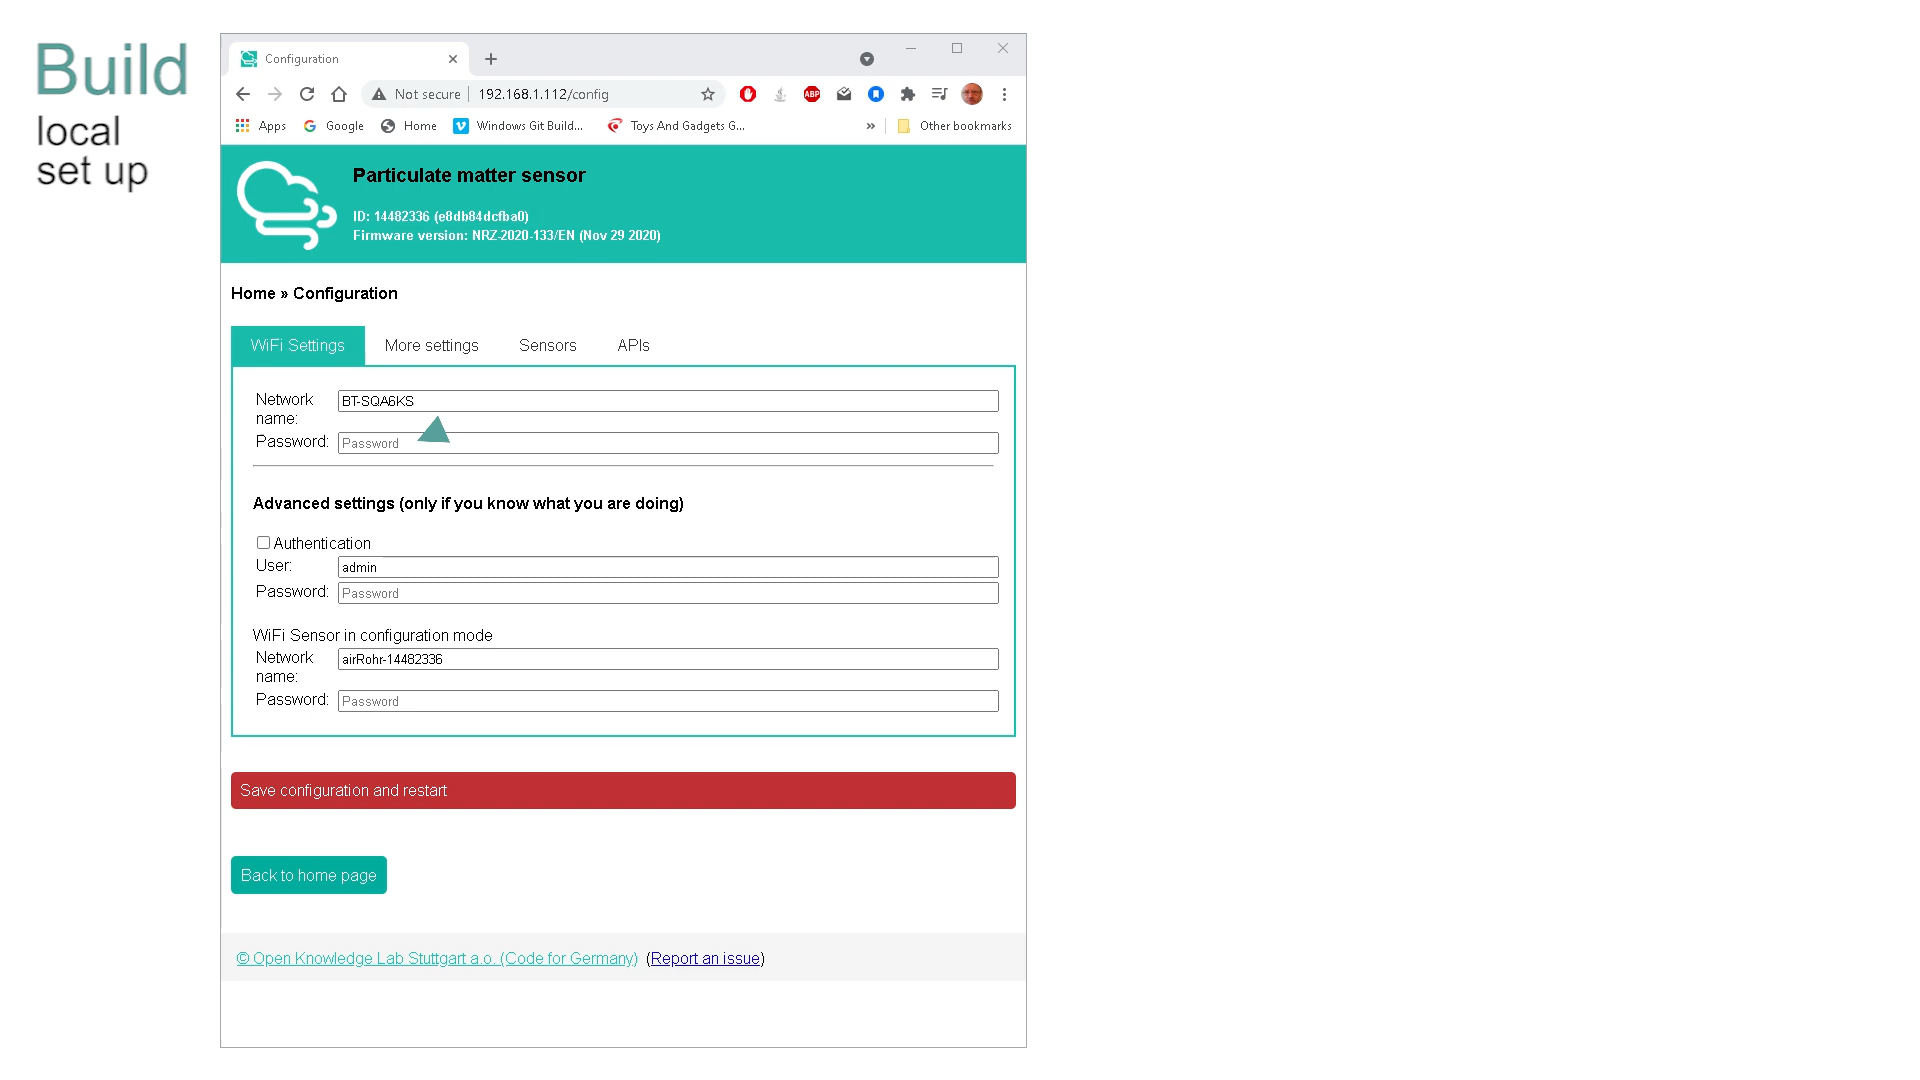 Build
local
set up
Configuration
Not secure 192.168.1.112/config
ABP
Apps Google Home Windows Git Build... Toys And Gadgets G... » Other bookmarks
Particulate matter sensor
ID: 14482336 (e8db84dcfba0)
Firmware version: NRZ-2020-133/EN (Nov 29 2020)
Home » Configuration
WiFi Settings More settings Sensors APIs
Network name: BT-SQA6KS
Password: Password
Advanced settings (only if you know what you are doing)
Authentication
User: admin
Password: Password
WiFi Sensor in configuration mode
Network name: airRohr-14482336
Password: Password
Save configuration and restart
Back to home page
© Open Knowledge Lab Stuttgart a.o. (Code for Germany) (Report an issue)